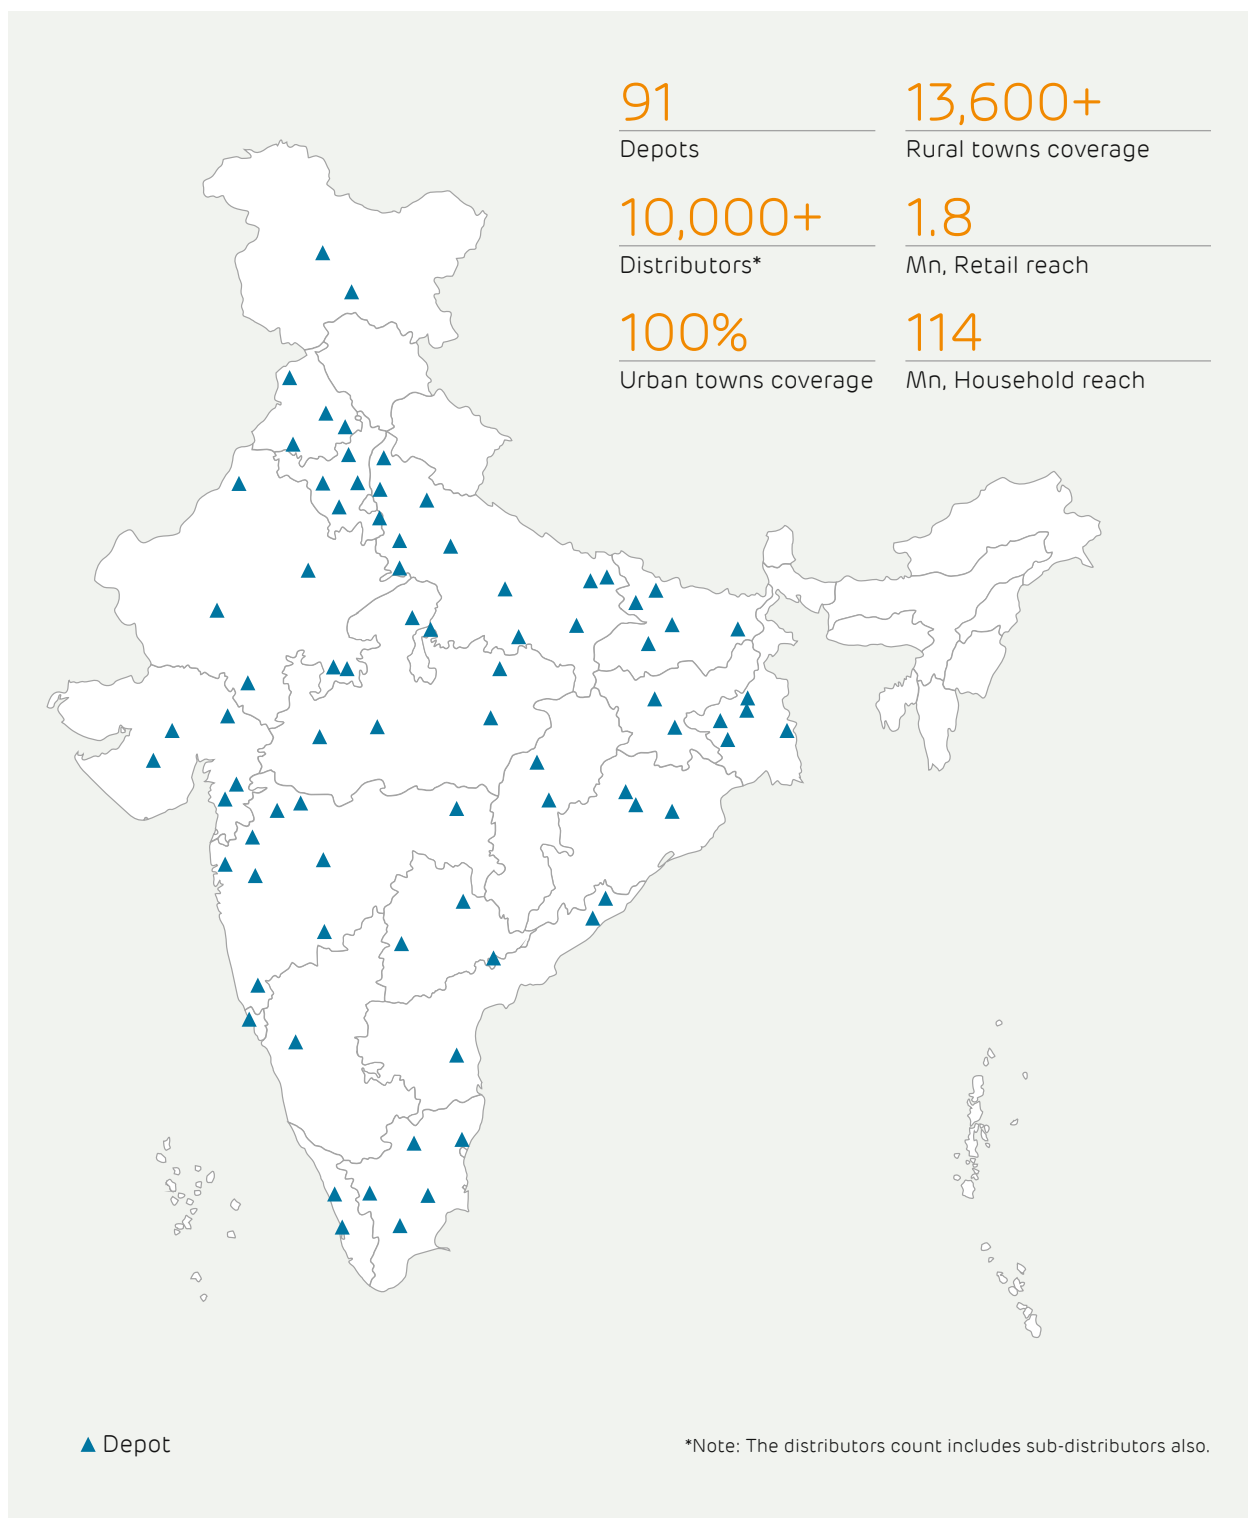 91
Depots
13,600+
Rural towns coverage
10,000+
Distributors*
1.8
Mn, Retail reach
100%
Urban towns coverage
114
Mn, Household reach
Depot
*Note: The distributors count includes sub-distributors also.